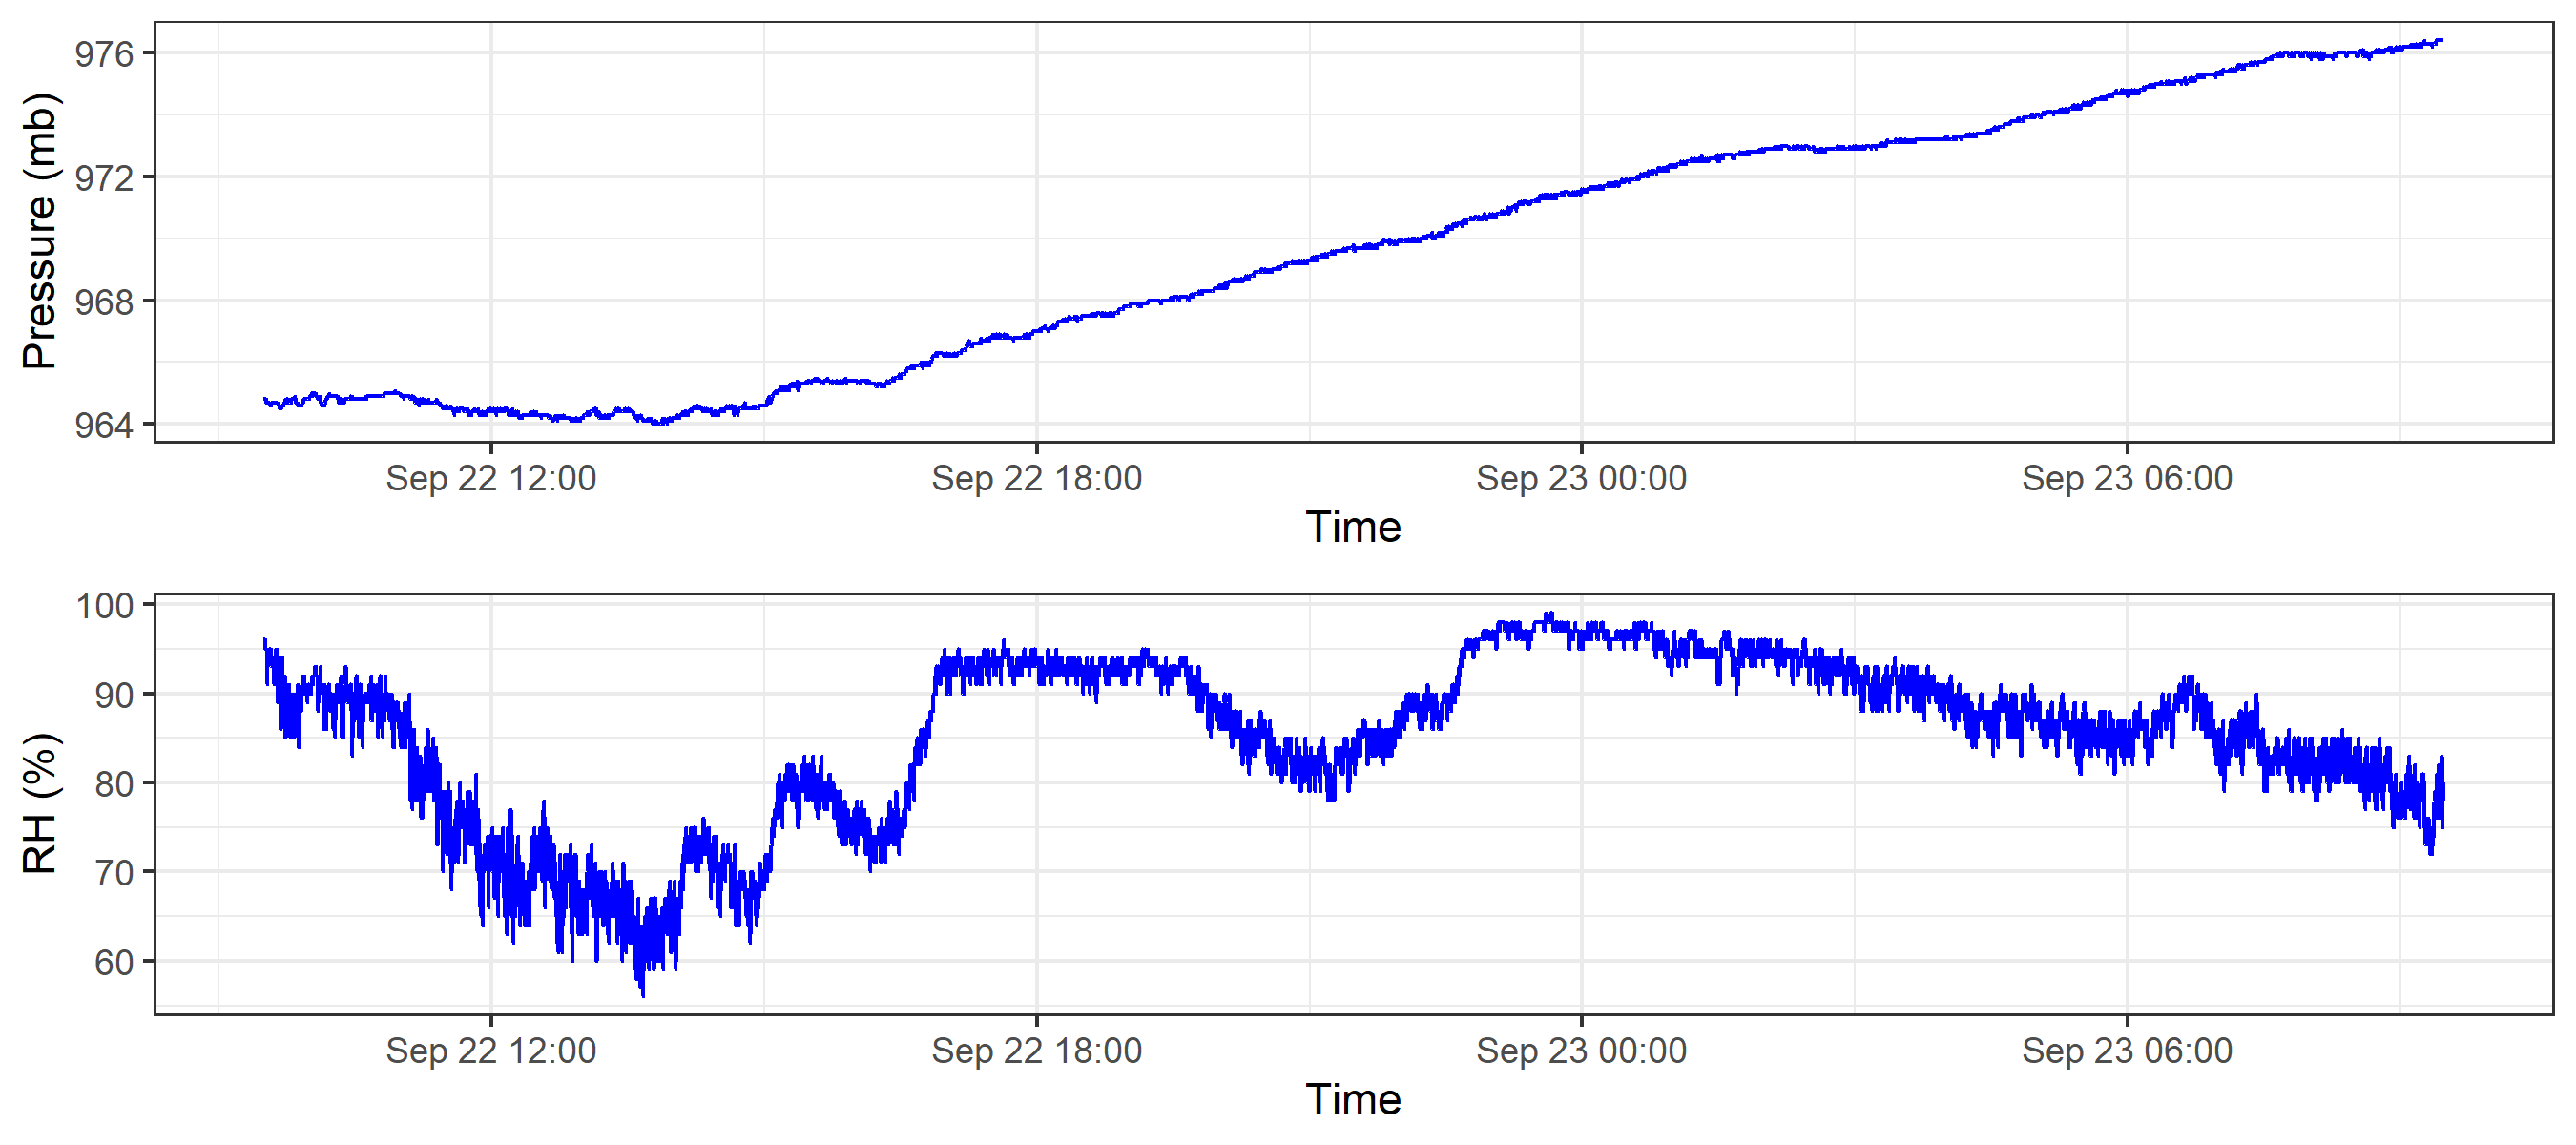 Pressure (mb)
976
972
968
964
Sep 22 12:00
Sep 22 18:00
Sep 23 00:00
Sep 23 06:00
Time
RH (%)
100
90
80
70
60
Sep 22 12:00
Sep 22 18:00
Sep 23 00:00
Sep 23 06:00
Time